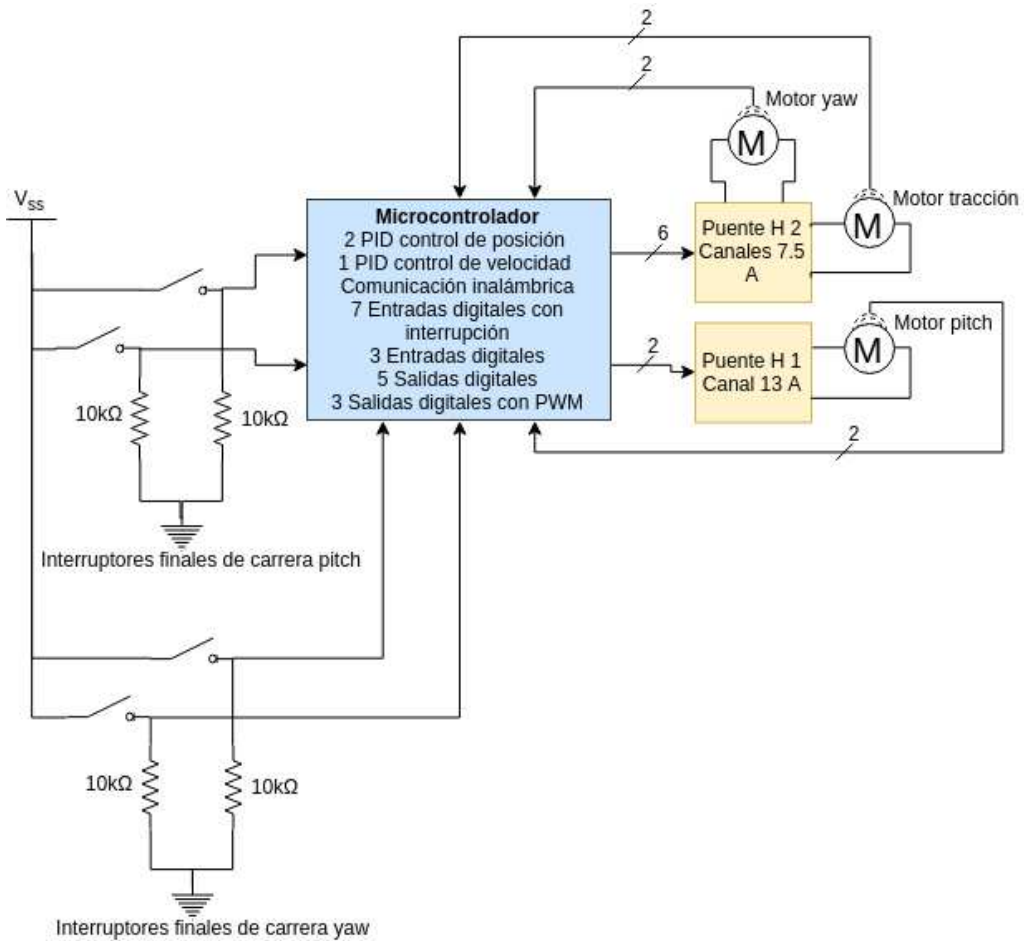 2
2
Motor yaw
M
V_SS
Motor tracción
M
Microcontrolador
2 PID control de posición
1 PID control de velocidad
Comunicación inalámbrica
7 Entradas digitales con
interrupción
3 Entradas digitales
5 Salidas digitales
3 Salidas digitales con PWM
6
Puente H 2
Canales 7.5
A
Motor pitch
M
2
Puente H 1
Canal 13 A
10kΩ
10kΩ
2
Interruptores finales de carrera pitch
10kΩ
10kΩ
Interruptores finales de carrera yaw